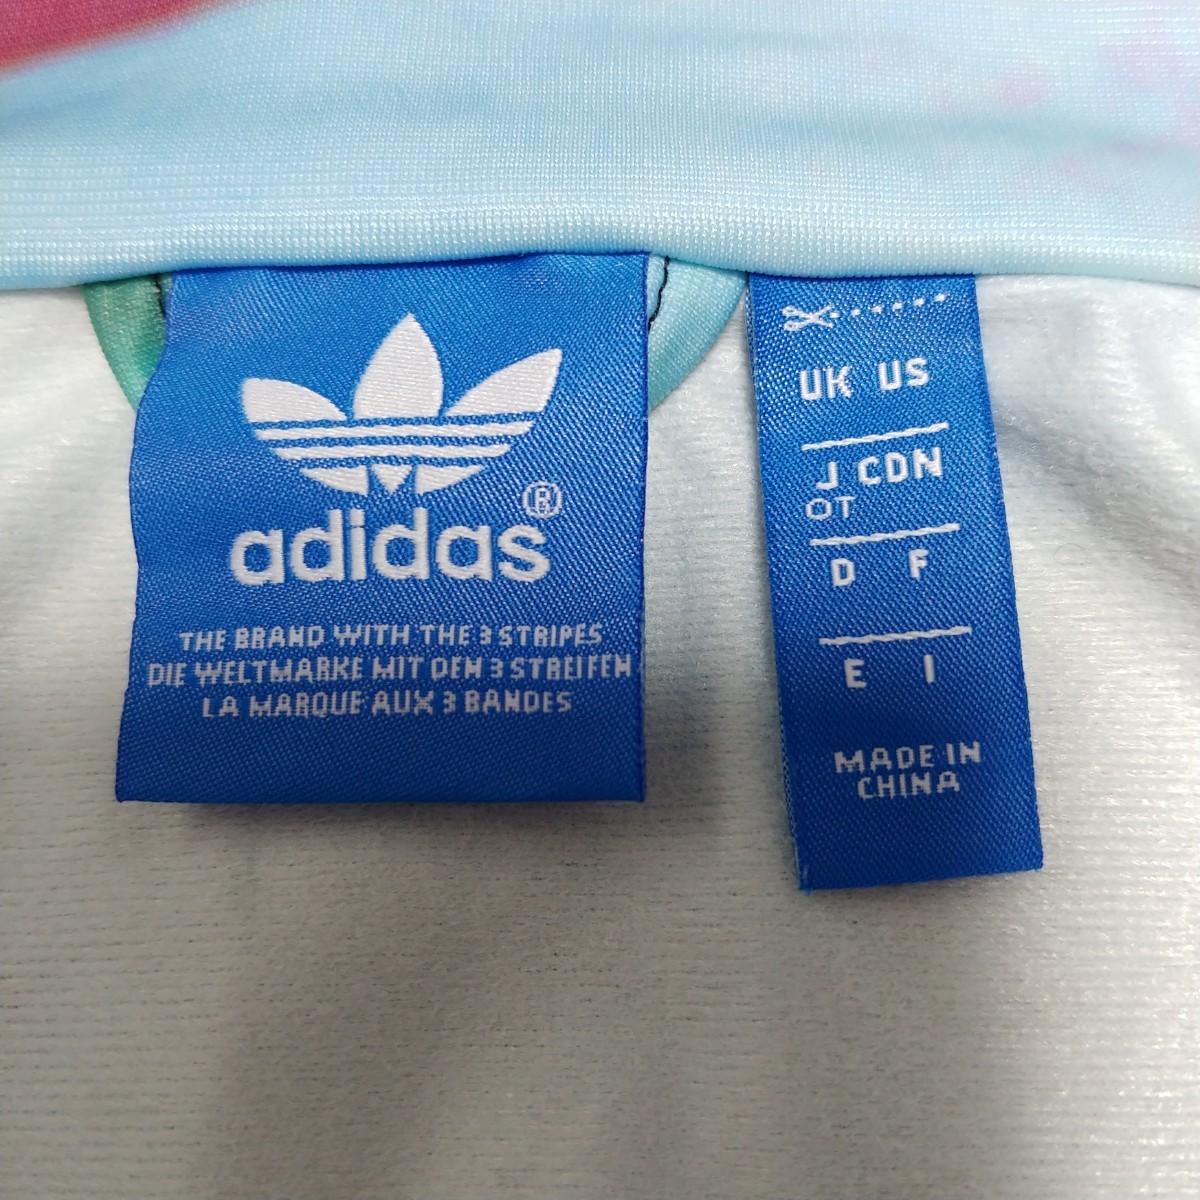 adidas®
THE BRAND WITH THE 3 STRIPES
DIE WELTMARKE MIT DEN 3 STREIFEN
LA MARQUE AUX 3 BANDES
UK US
J CDN
OT
D F
E I
MADE IN
CHINA